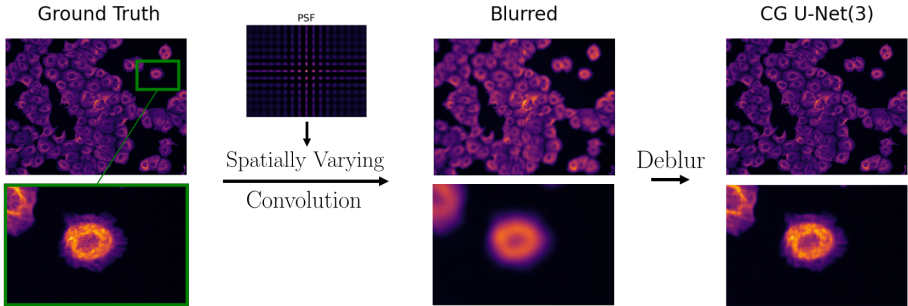 Ground Truth
PSF
Blurred
CG U-Net(3)
Spatially Varying
Convolution
Deblur